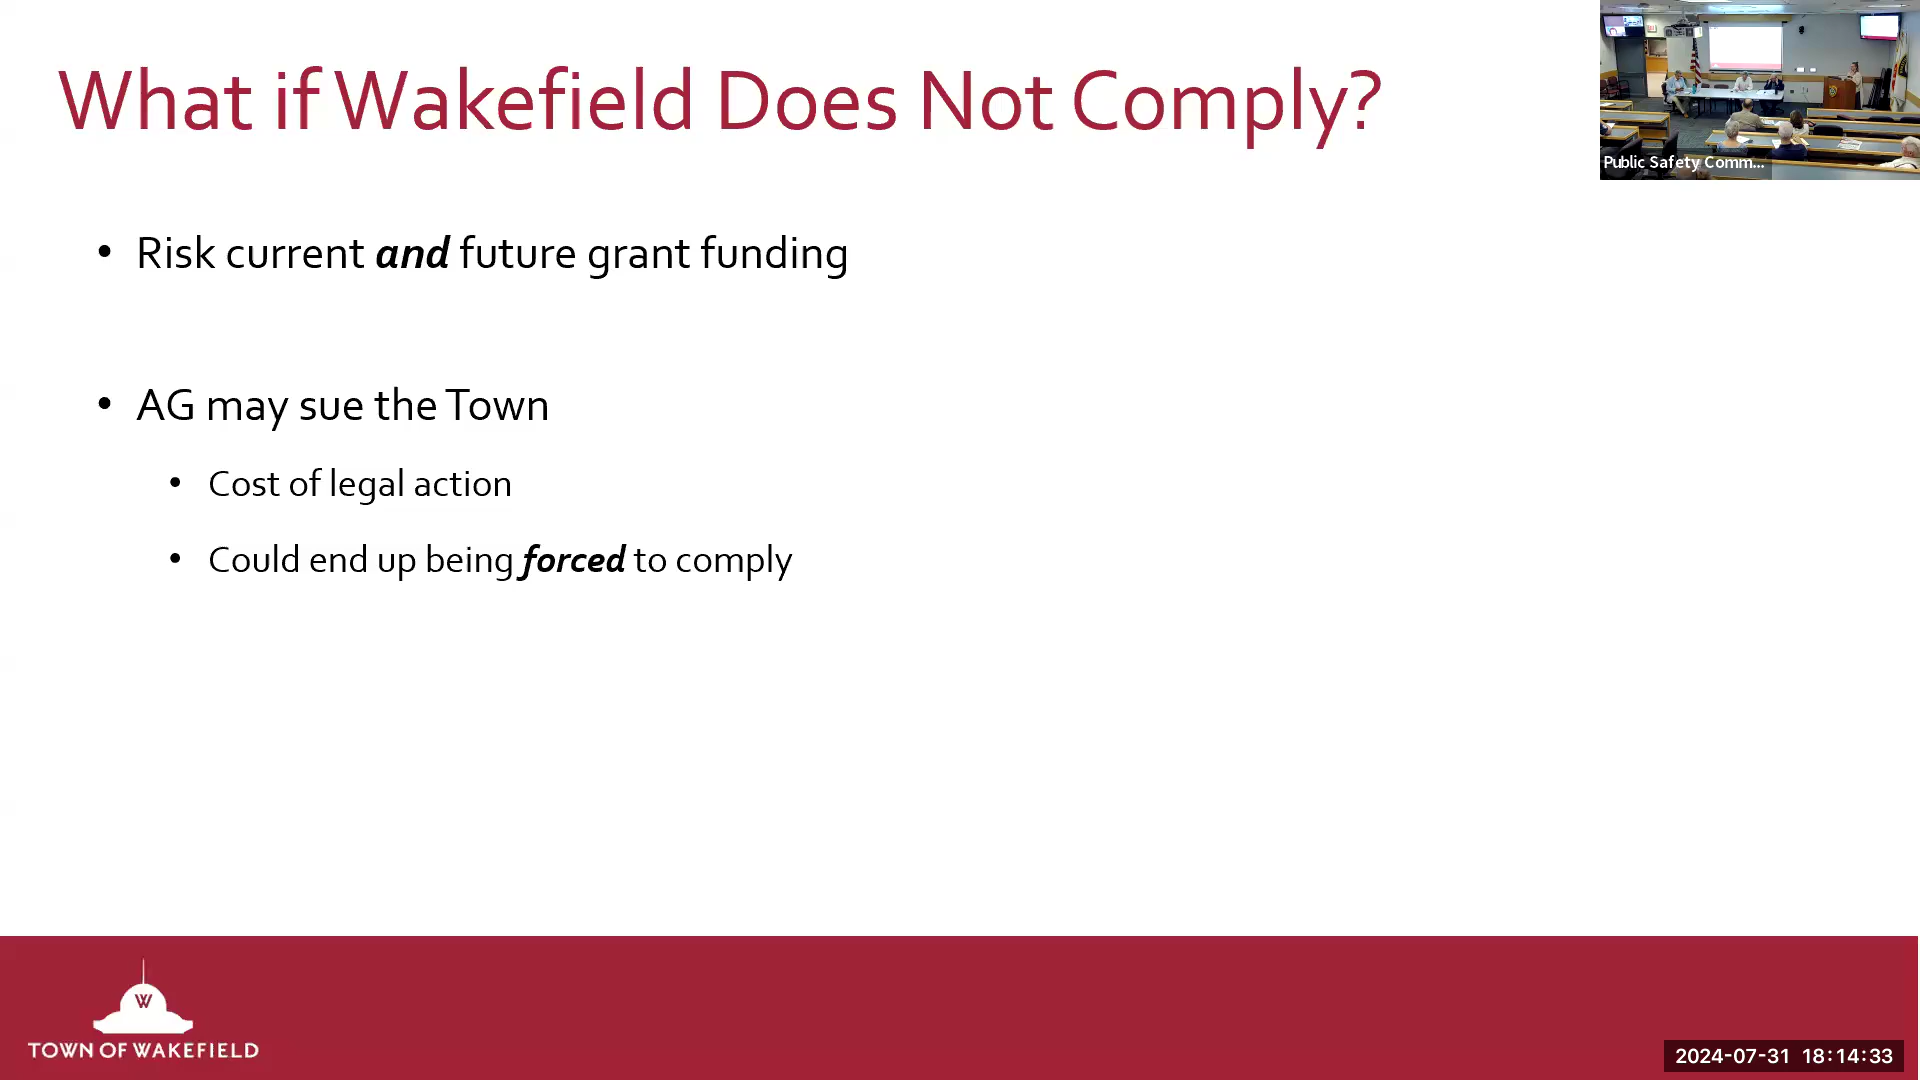 What if Wakefield Does Not Comply?
Public Safety Comm...
• Risk current and future grant funding
• AG may sue the Town
• Cost of legal action
• Could end up being forced to comply
W
TOWN OF WAKEFIELD
2024-07-31 18:14:33